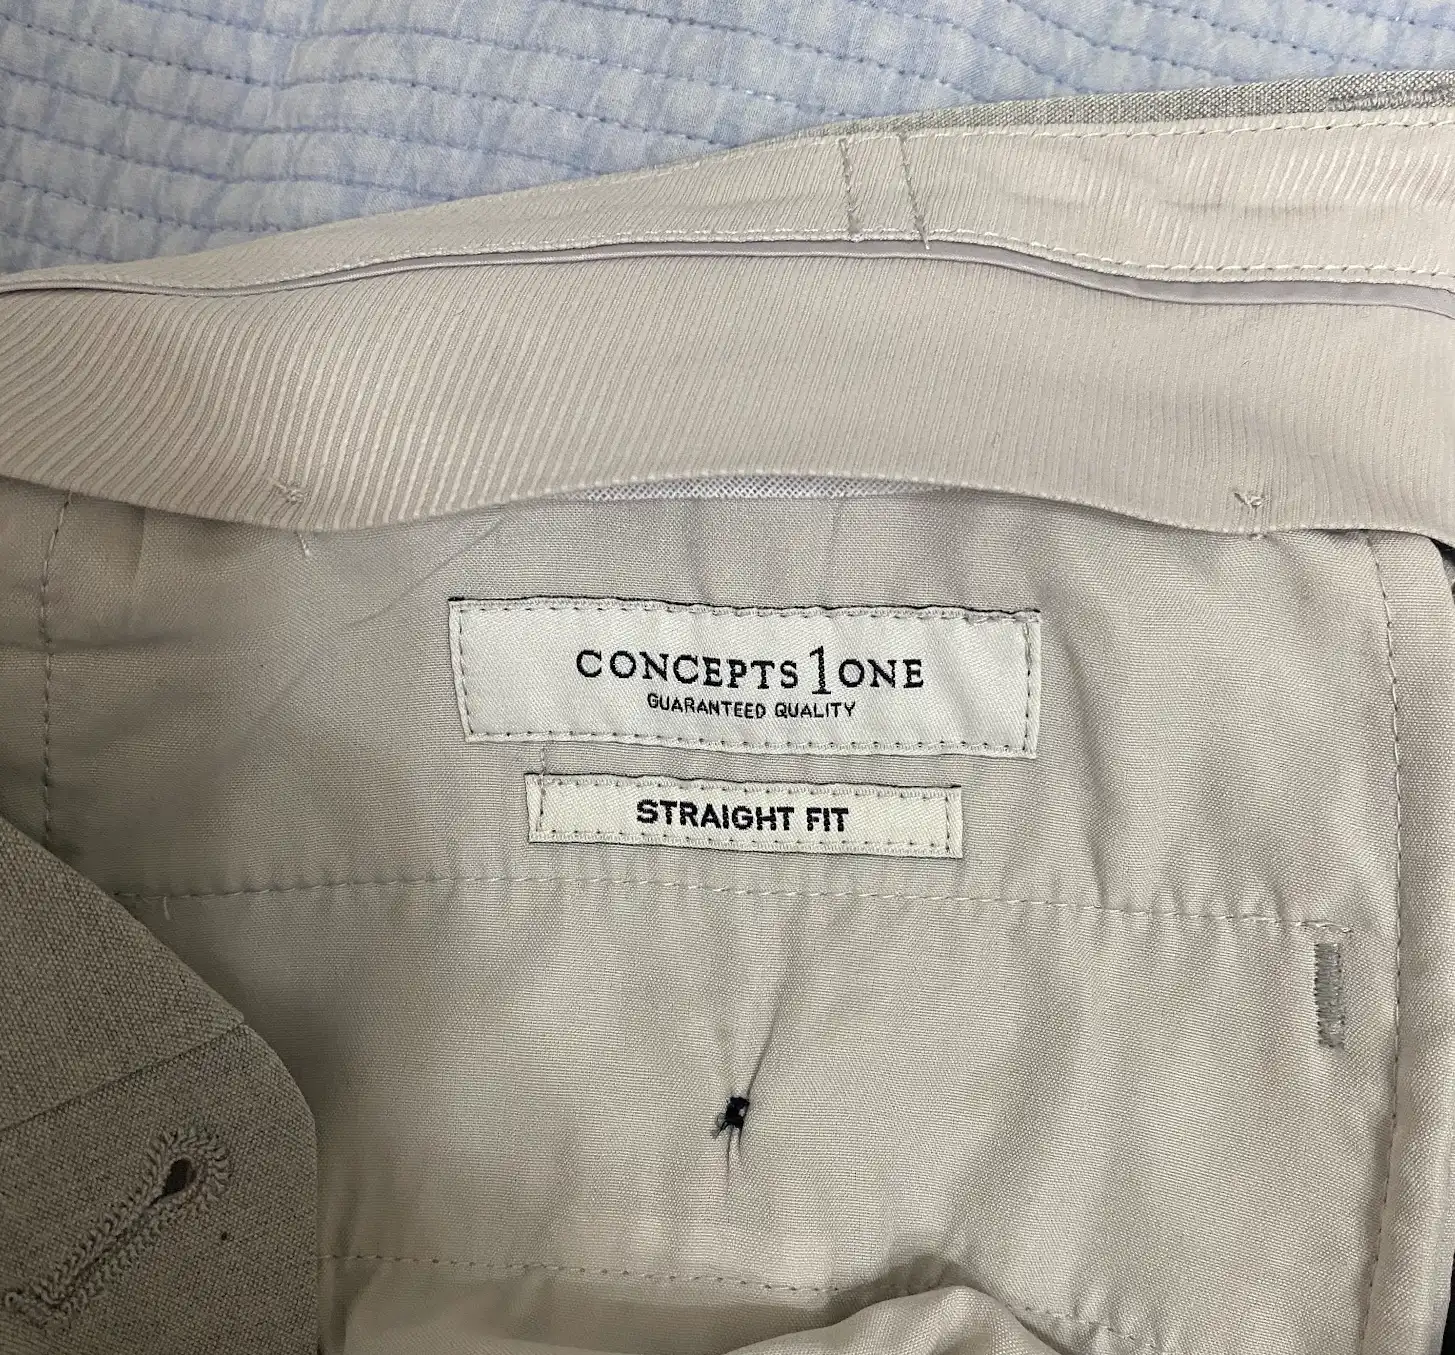 CONCEPTS 1 ONE
GUARANTEED QUALITY
STRAIGHT FIT